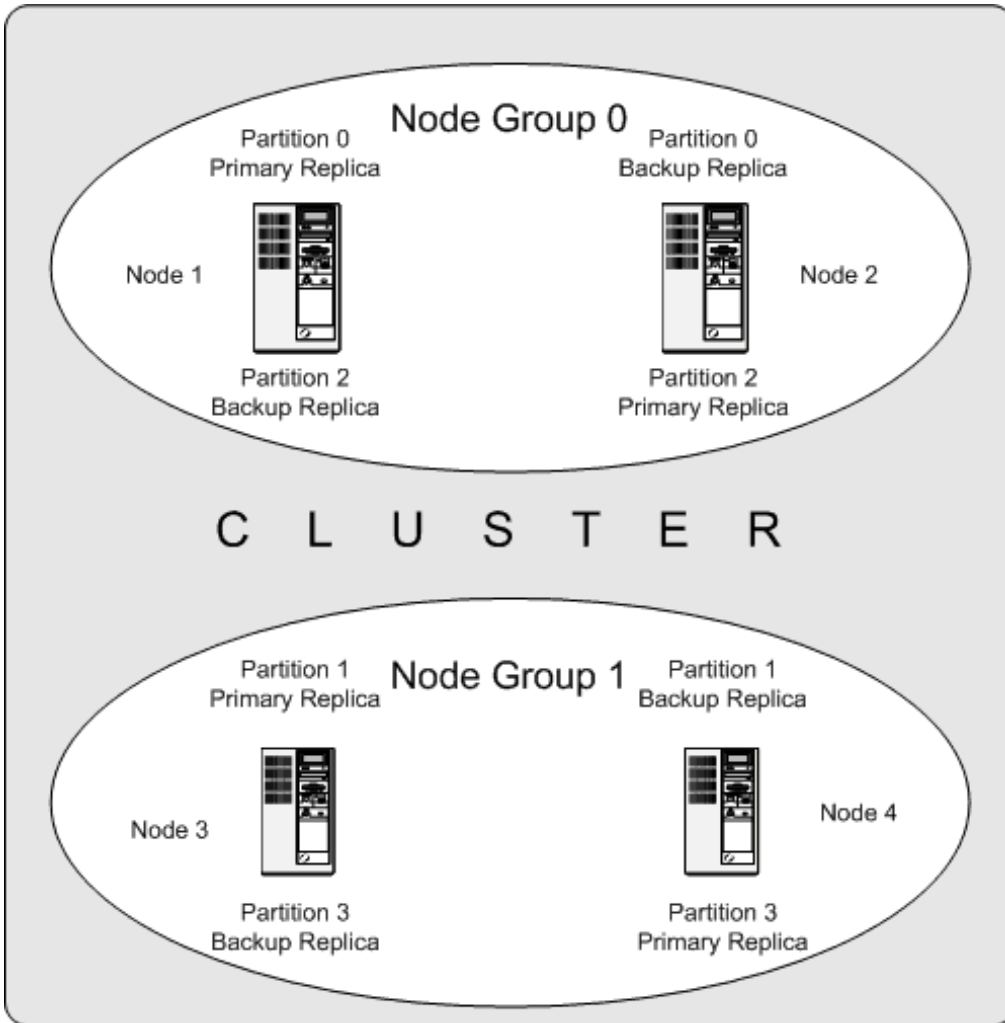 Node Group 0
Partition 0
Primary Replica
Partition 0
Backup Replica
Node 1
Node 2
Partition 2
Backup Replica
Partition 2
Primary Replica
C L U S T E R
Node Group 1
Partition 1
Primary Replica
Partition 1
Backup Replica
Node 3
Node 4
Partition 3
Backup Replica
Partition 3
Primary Replica